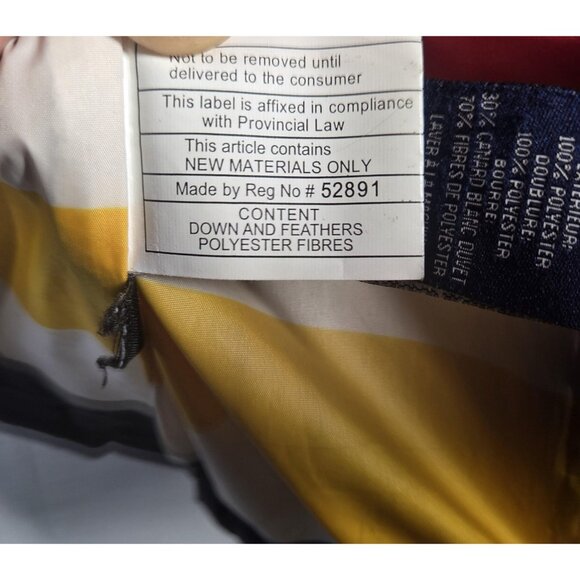 Not to be removed until
delivered to the consumer
This label is affixed in compliance
with Provincial Law
This article contains
NEW MATERIALS ONLY
Made by Reg No # 52891
CONTENT
DOWN AND FEATHERS
POLYESTER FIBRES
100% POLYESTER
DOUBLURE:
100% POLYESTER
BOURRE:
30% CANARD BLANC DUVET
70% FIBRES DE POLYESTER